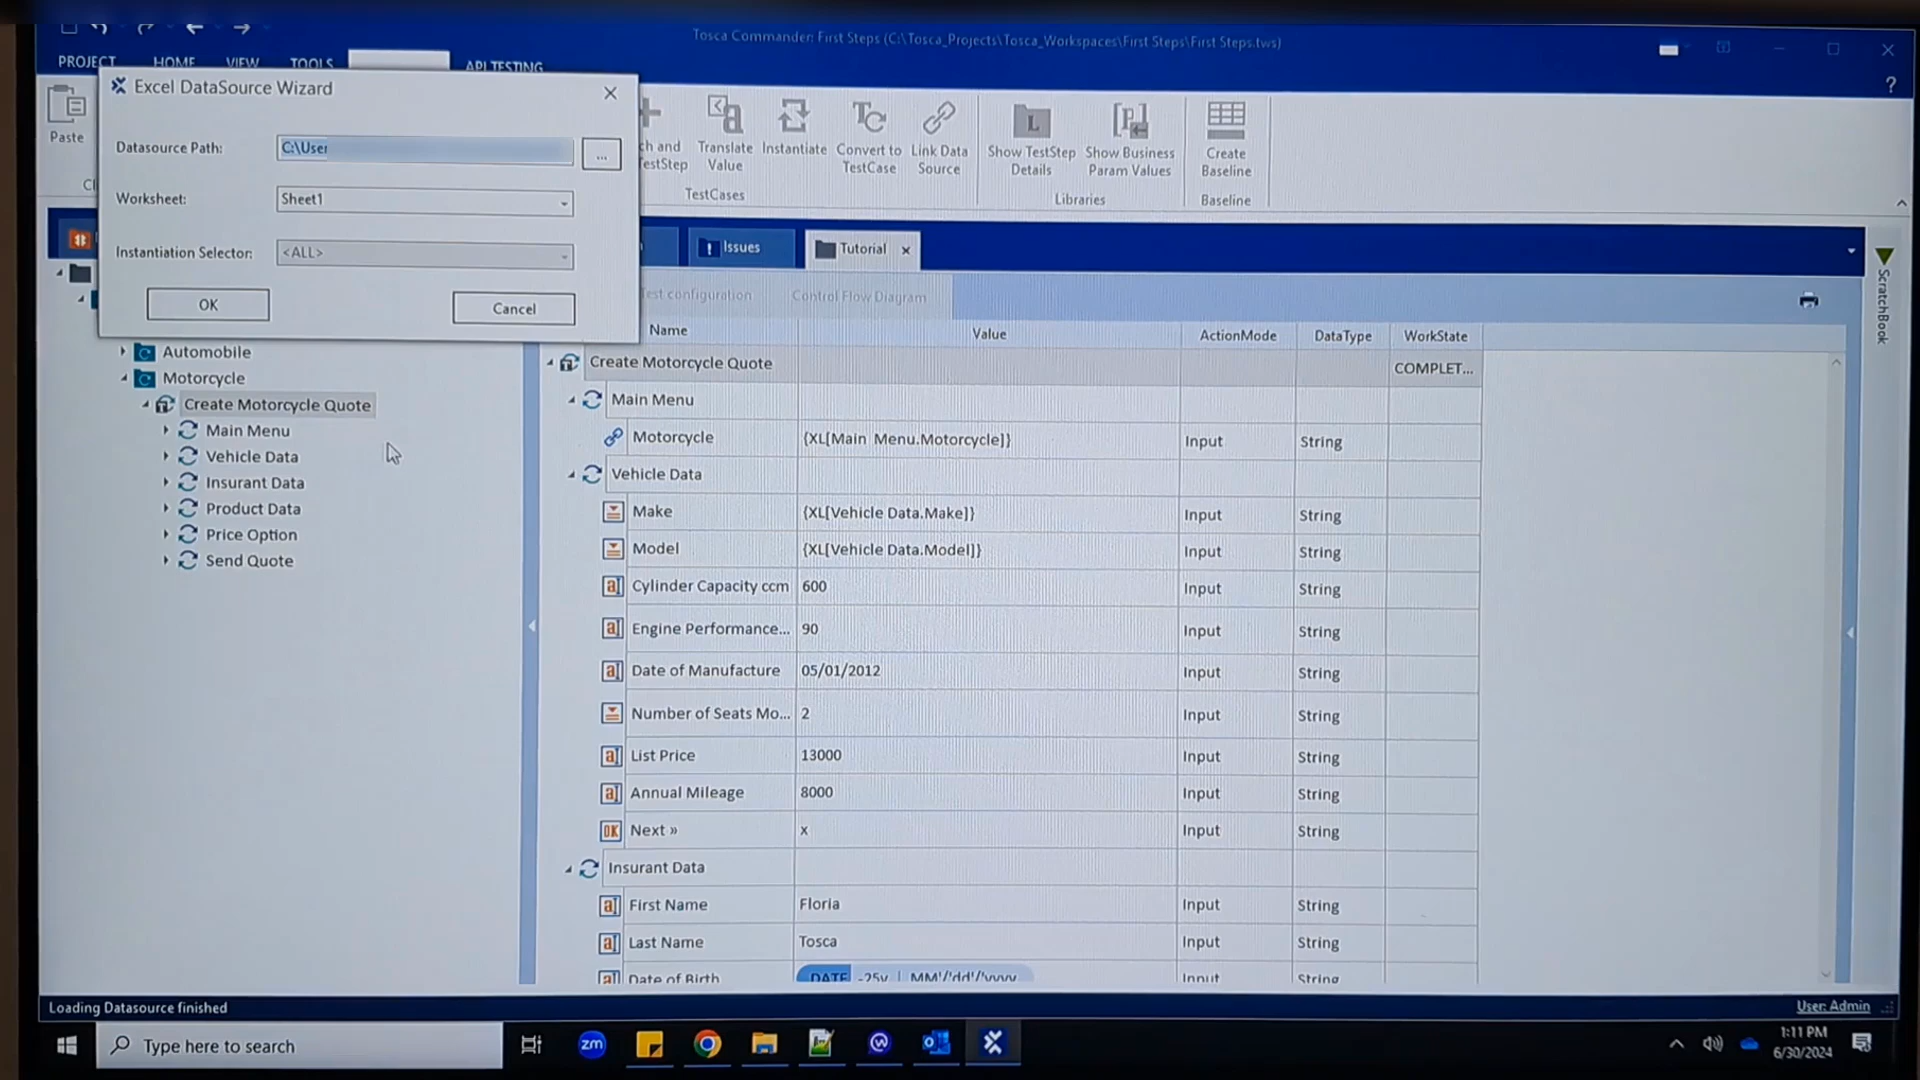 Tosca Commander: First Steps (C:\Tosca_Projects\Tosca_Workspaces\First Steps\First Steps.tws)
PROJECT HOME VIEW TOOLS API TESTING
?
Excel DataSource Wizard
Datasource Path: C:\User
...
Worksheet: Sheet1
Instantiation Selector: <ALL>
OK Cancel
Paste
TestStep
Translate Value
Instantiate
Convert to TestCase
Link Data Source
TestCases
Show TestStep Details
Show Business Param Values
Libraries
Create Baseline
Baseline
Issues
Tutorial
ScratchBook
Test configuration Control Flow Diagram
Automobile
Motorcycle
Create Motorcycle Quote
Main Menu
Vehicle Data
Insurant Data
Product Data
Price Option
Send Quote
Name Value ActionMode DataType WorkState
Create Motorcycle Quote COMPLET...
Main Menu
Motorcycle {XL[Main Menu.Motorcycle]} Input String
Vehicle Data
Make {XL[Vehicle Data.Make]} Input String
Model {XL[Vehicle Data.Model]} Input String
Cylinder Capacity ccm 600 Input String
Engine Performance... 90 Input String
Date of Manufacture 05/01/2012 Input String
Number of Seats Mo... 2 Input String
List Price 13000 Input String
Annual Mileage 8000 Input String
Next » x Input String
Insurant Data
First Name Floria Input String
Last Name Tosca Input String
Date of Birth DATE -25y Input String
Loading Datasource finished
User: Admin
Type here to search
zm
1:11 PM
6/30/2024